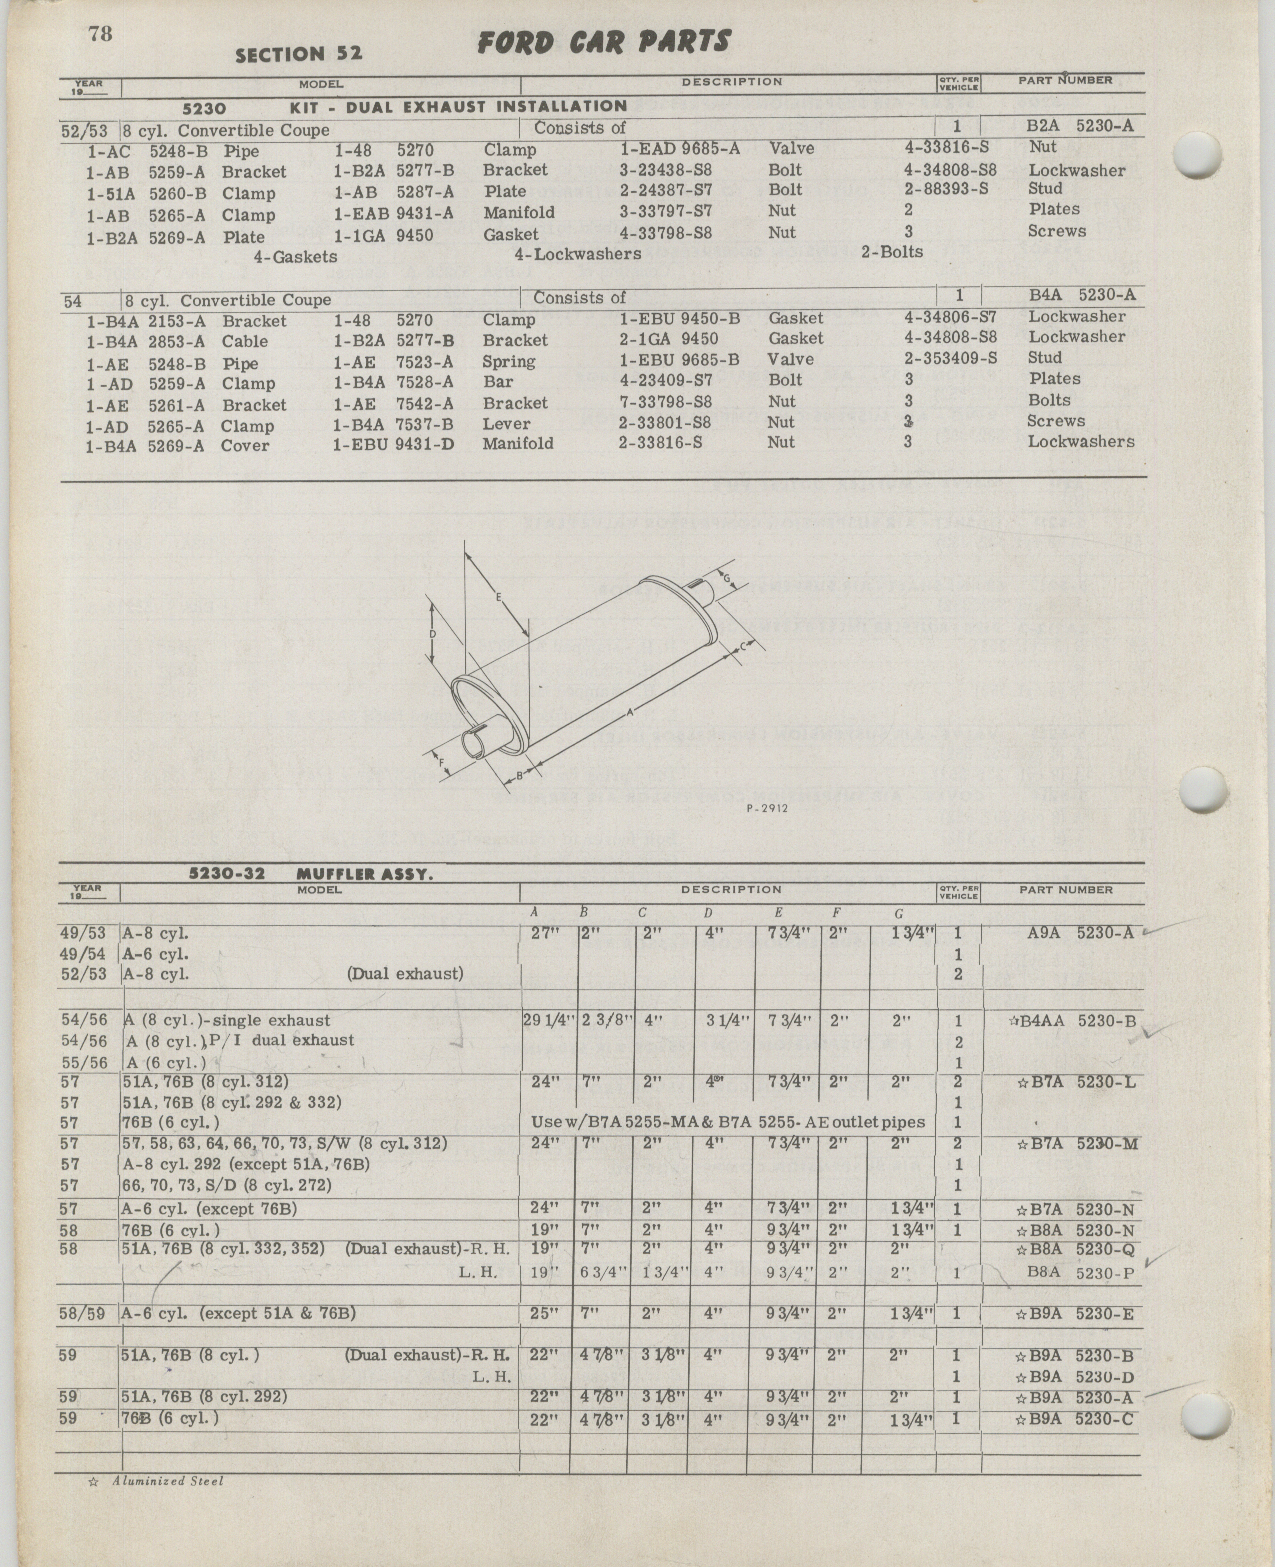 78
SECTION 52 FORD CAR PARTS
YEAR 19___ MODEL DESCRIPTION QTY. PER VEHICLE PART NUMBER
5230 KIT - DUAL EXHAUST INSTALLATION
52/53 8 cyl. Convertible Coupe Consists of 1 B2A 5230-A
1-AC 5248-B Pipe 1-48 5270 Clamp 1-EAD 9685-A Valve 4-33816-S Nut
1-AB 5259-A Bracket 1-B2A 5277-B Bracket 3-23438-S8 Bolt 4-34808-S8 Lockwasher
1-51A 5260-B Clamp 1-AB 5287-A Plate 2-24387-S7 Bolt 2-88393-S Stud
1-AB 5265-A Clamp 1-EAB 9431-A Manifold 3-33797-S7 Nut 2 Plates
1-B2A 5269-A Plate 1-1GA 9450 Gasket 4-33798-S8 Nut 3 Screws
4-Gaskets 4-Lockwashers 2-Bolts
54 8 cyl. Convertible Coupe Consists of 1 B4A 5230-A
1-B4A 2153-A Bracket 1-48 5270 Clamp 1-EBU 9450-B Gasket 4-34806-S7 Lockwasher
1-B4A 2853-A Cable 1-B2A 5277-B Bracket 2-1GA 9450 Gasket 4-34808-S8 Lockwasher
1-AE 5248-B Pipe 1-AE 7523-A Spring 1-EBU 9685-B Valve 2-353409-S Stud
1-AD 5259-A Clamp 1-B4A 7528-A Bar 4-23409-S7 Bolt 3 Plates
1-AE 5261-A Bracket 1-AE 7542-A Bracket 7-33798-S8 Nut 3 Bolts
1-AD 5265-A Clamp 1-B4A 7537-B Lever 2-33801-S8 Nut 3 Screws
1-B4A 5269-A Cover 1-EBU 9431-D Manifold 2-33816-S Nut 3 Lockwashers
G
E
D
C
A
F
B
P-2912
5230-32 MUFFLER ASSY.
YEAR 19___ MODEL DESCRIPTION QTY. PER VEHICLE PART NUMBER
A B C D E F G
49/53 A-8 cyl. 27" 2" 2" 4" 7 3/4" 2" 1 3/4" 1 A9A 5230-A
49/54 A-6 cyl. 1
52/53 A-8 cyl. (Dual exhaust) 2
54/56 A (8 cyl.)-single exhaust 29 1/4" 2 3/8" 4" 3 1/4" 7 3/4" 2" 2" 1 ☆B4AA 5230-B
54/56 A (8 cyl.), P/I dual exhaust 2
55/56 A (6 cyl.) 1
57 51A, 76B (8 cyl. 312) 24" 7" 2" 4" 7 3/4" 2" 2" 2 ☆B7A 5230-L
57 51A, 76B (8 cyl. 292 & 332) 1
57 76B (6 cyl.) Use w/B7A 5255-MA & B7A 5255-AE outlet pipes 1
57 57, 58, 63, 64, 66, 70, 73, S/W (8 cyl. 312) 24" 7" 2" 4" 7 3/4" 2" 2" 2 ☆B7A 5230-M
57 A-8 cyl. 292 (except 51A, 76B) 1
57 66, 70, 73, S/D (8 cyl. 272) 1
57 A-6 cyl. (except 76B) 24" 7" 2" 4" 7 3/4" 2" 1 3/4" 1 ☆B7A 5230-N
58 76B (6 cyl.) 19" 7" 2" 4" 9 3/4" 2" 1 3/4" 1 ☆B8A 5230-N
58 51A, 76B (8 cyl. 332, 352) (Dual exhaust)-R. H. 19" 7" 2" 4" 9 3/4" 2" 2" ☆B8A 5230-Q
L. H. 19" 6 3/4" 1 3/4" 4" 9 3/4" 2" 2" 1 B8A 5230-P
58/59 A-6 cyl. (except 51A & 76B) 25" 7" 2" 4" 9 3/4" 2" 1 3/4" 1 ☆B9A 5230-E
59 51A, 76B (8 cyl.) (Dual exhaust)-R. H. 22" 4 7/8" 3 1/8" 4" 9 3/4" 2" 2" 1 ☆B9A 5230-B
L. H. 1 ☆B9A 5230-D
59 51A, 76B (8 cyl. 292) 22" 4 7/8" 3 1/8" 4" 9 3/4" 2" 2" 1 ☆B9A 5230-A
59 76B (6 cyl.) 22" 4 7/8" 3 1/8" 4" 9 3/4" 2" 1 3/4" 1 ☆B9A 5230-C
☆ Aluminized Steel